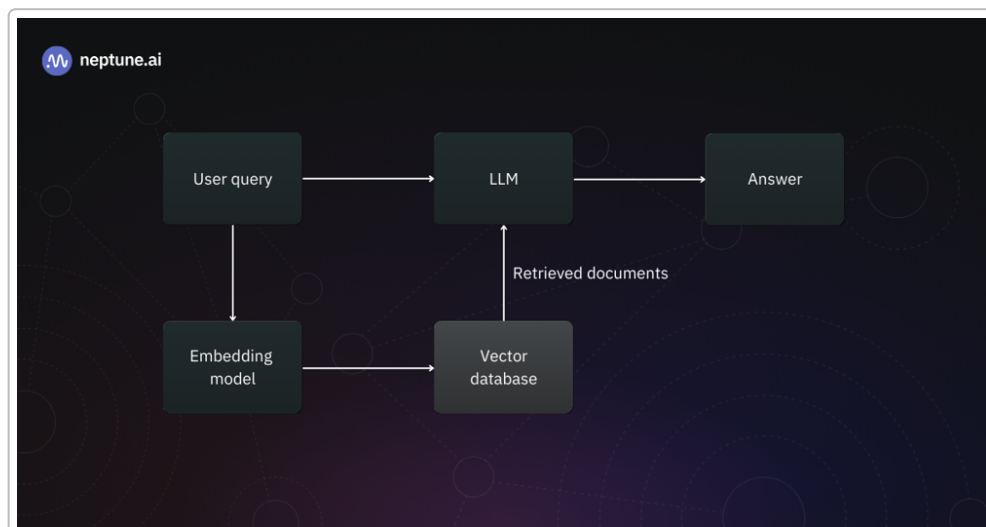 neptune.ai
User query
LLM
Answer
Retrieved documents
Embedding
model
Vector
database